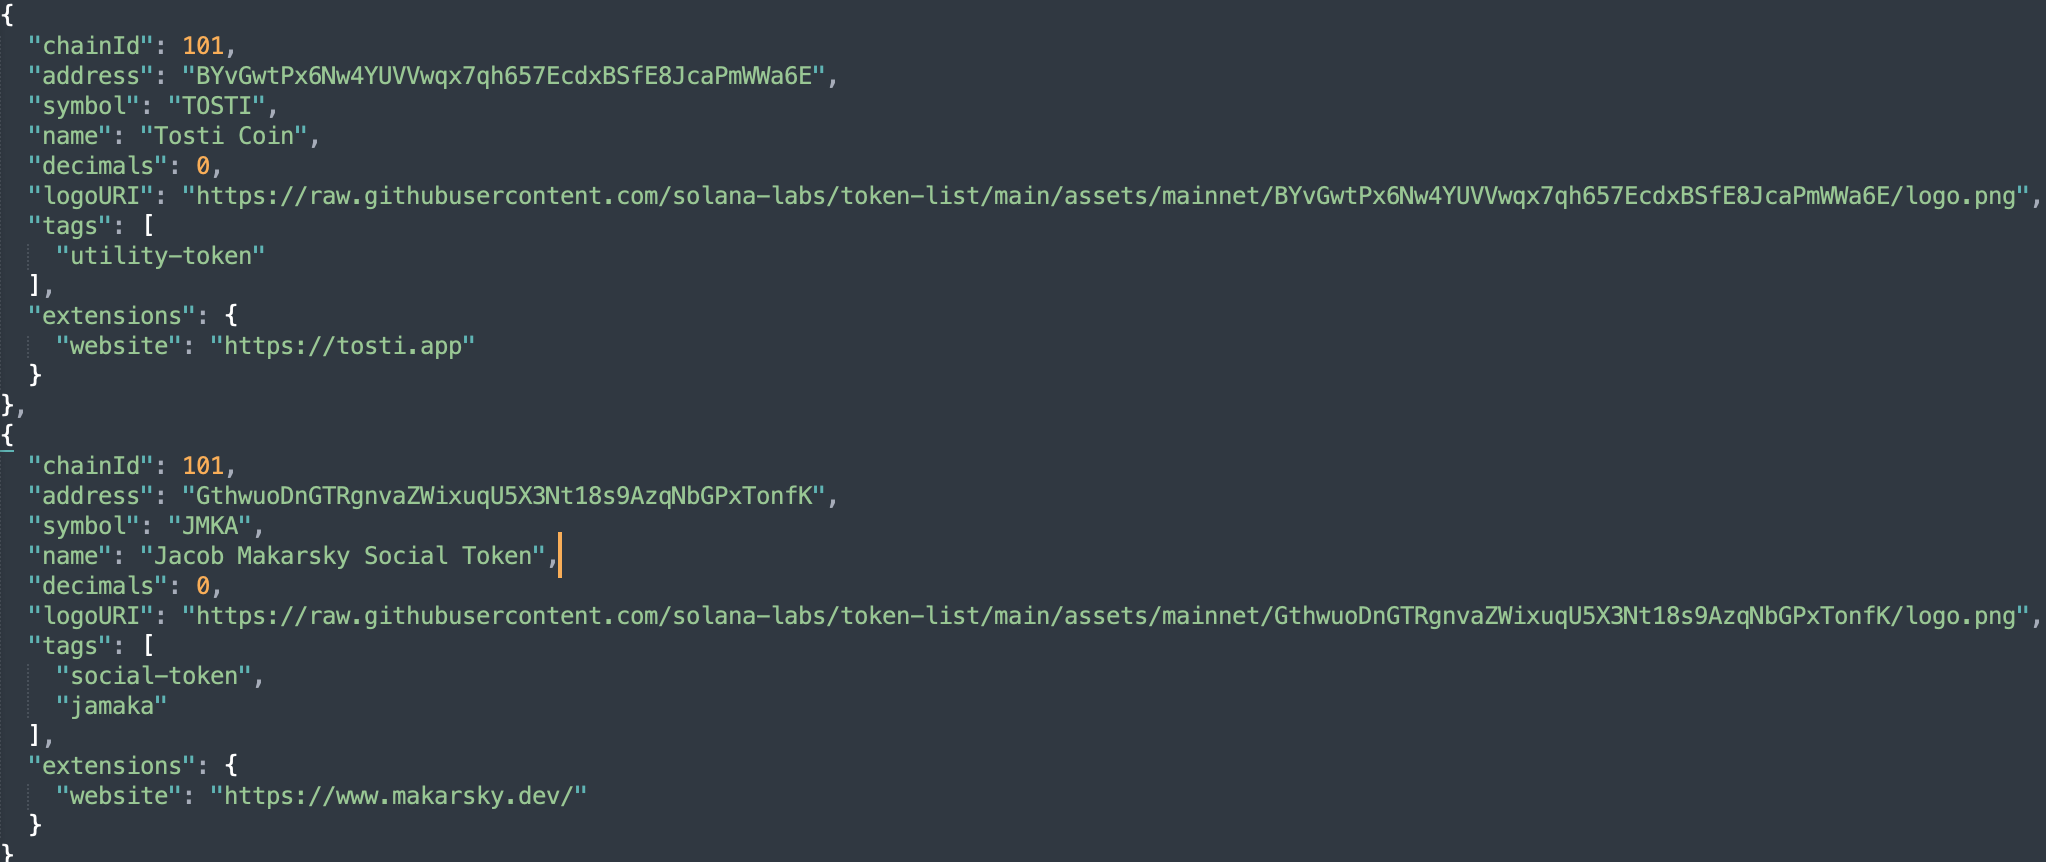 {
  "chainId": 101,
  "address": "BYvGwtPx6Nw4YUVVwqx7qh657EcdxBSfE8JcaPmWWa6E",
  "symbol": "TOSTI",
  "name": "Tosti Coin",
  "decimals": 0,
  "logoURI": "https://raw.githubusercontent.com/solana-labs/token-list/main/assets/mainnet/BYvGwtPx6Nw4YUVVwqx7qh657EcdxBSfE8JcaPmWWa6E/logo.png",
  "tags": [
    "utility-token"
  ],
  "extensions": {
    "website": "https://tosti.app"
  }
},
{
  "chainId": 101,
  "address": "GthwuoDnGTRgnvaZWixuqU5X3Nt18s9AzqNbGPxTonfK",
  "symbol": "JMKA",
  "name": "Jacob Makarsky Social Token",
  "decimals": 0,
  "logoURI": "https://raw.githubusercontent.com/solana-labs/token-list/main/assets/mainnet/GthwuoDnGTRgnvaZWixuqU5X3Nt18s9AzqNbGPxTonfK/logo.png",
  "tags": [
    "social-token",
    "jamaka"
  ],
  "extensions": {
    "website": "https://www.makarsky.dev/"
  }
}